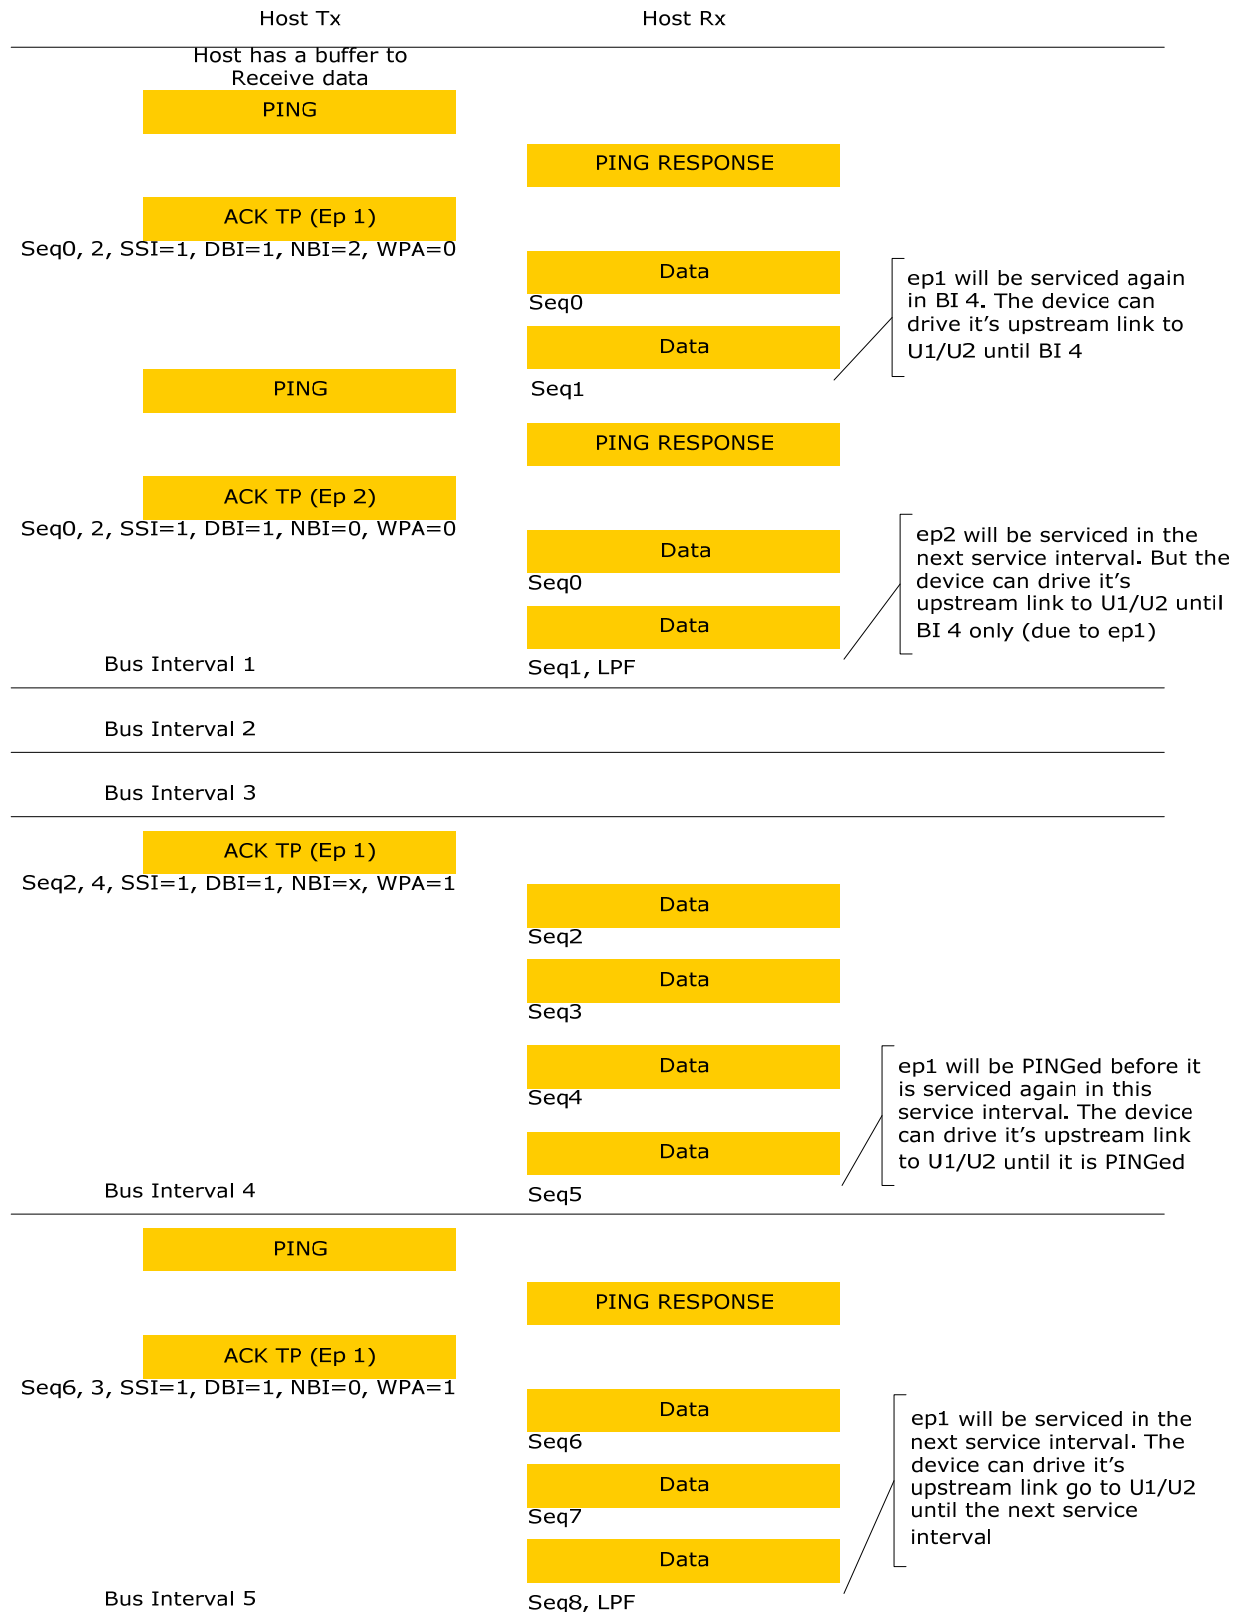 Host Tx
Host Rx
Host has a buffer to
Receive data
PING
PING RESPONSE
ACK TP (Ep 1)
Seq0, 2, SSI=1, DBI=1, NBI=2, WPA=0
Data
Seq0
Data
Seq1
ep1 will be serviced again
in BI 4. The device can
drive it's upstream link to
U1/U2 until BI 4
PING
PING RESPONSE
ACK TP (Ep 2)
Seq0, 2, SSI=1, DBI=1, NBI=0, WPA=0
Data
Seq0
Data
Seq1, LPF
ep2 will be serviced in the
next service interval. But the
device can drive it's
upstream link to U1/U2 until
BI 4 only (due to ep1)
Bus Interval 1
Bus Interval 2
Bus Interval 3
ACK TP (Ep 1)
Seq2, 4, SSI=1, DBI=1, NBI=x, WPA=1
Data
Seq2
Data
Seq3
Data
Seq4
Data
Seq5
ep1 will be PINGed before it
is serviced again in this
service interval. The device
can drive it's upstream link
to U1/U2 until it is PINGed
Bus Interval 4
PING
PING RESPONSE
ACK TP (Ep 1)
Seq6, 3, SSI=1, DBI=1, NBI=0, WPA=1
Data
Seq6
Data
Seq7
Data
Seq8, LPF
ep1 will be serviced in the
next service interval. The
device can drive it's
upstream link go to U1/U2
until the next service
interval
Bus Interval 5